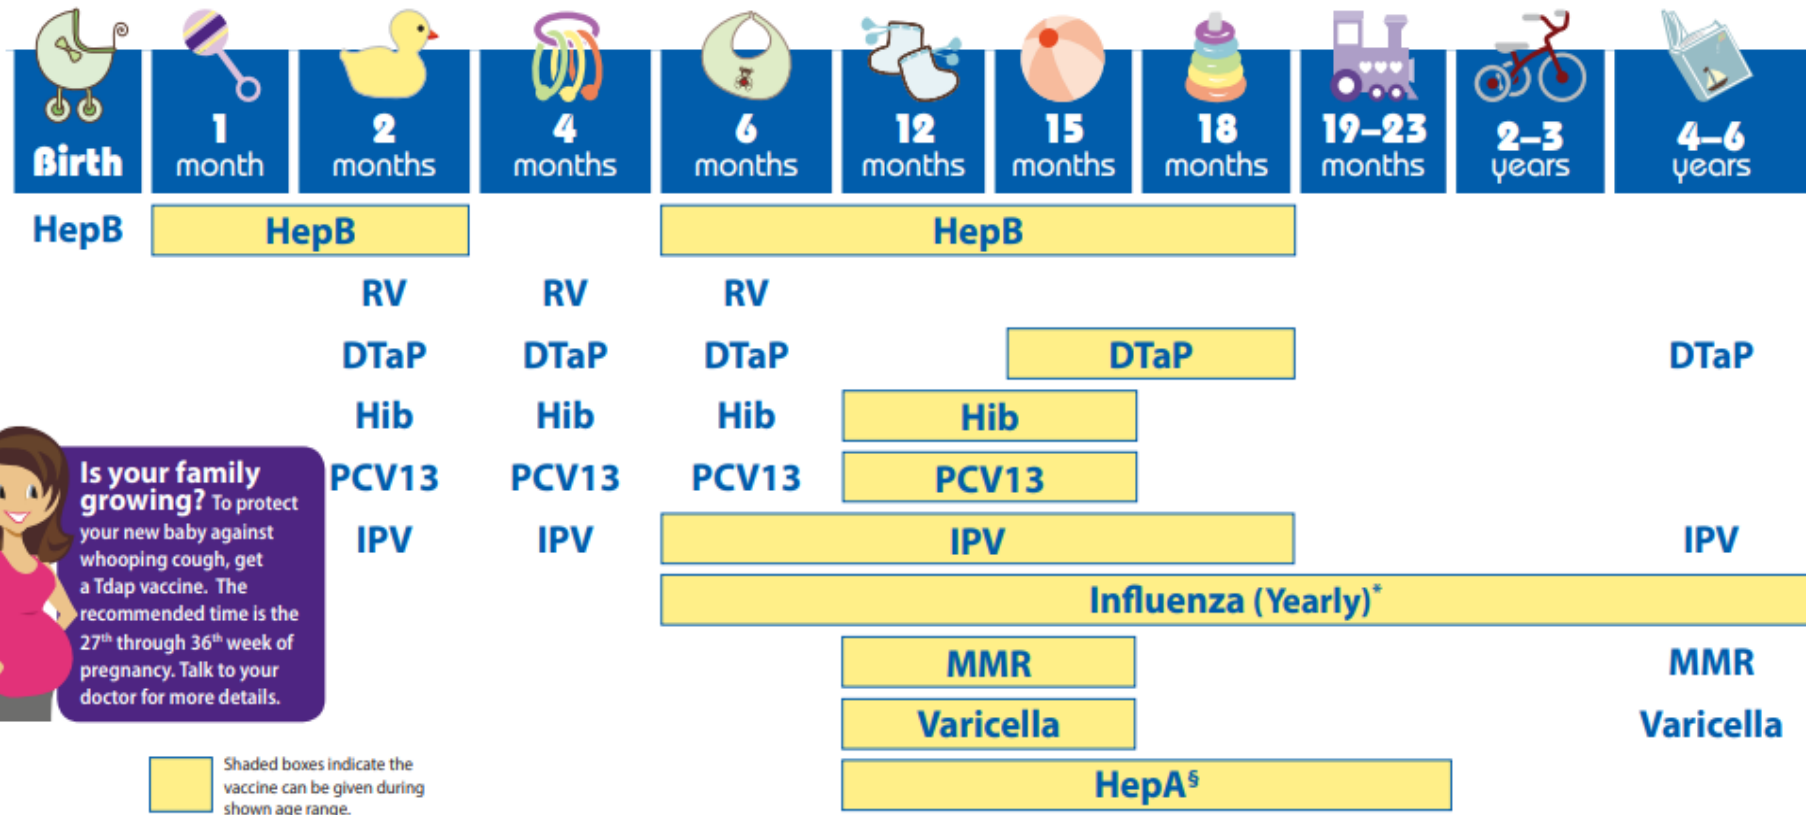 Birth
1
month
2
months
4
months
6
months
12
months
15
months
18
months
19–23
months
2–3
years
4–6
years
HepB HepB HepB
RV RV RV
DTaP DTaP DTaP DTaP DTaP
Hib Hib Hib Hib
PCV13 PCV13 PCV13 PCV13
IPV IPV IPV IPV
Influenza (Yearly)*
MMR MMR
Varicella Varicella
HepA§
Is your family
growing? To protect
your new baby against
whooping cough, get
a Tdap vaccine. The
recommended time is the
27th through 36th week of
pregnancy. Talk to your
doctor for more details.
Shaded boxes indicate the
vaccine can be given during
shown age range.